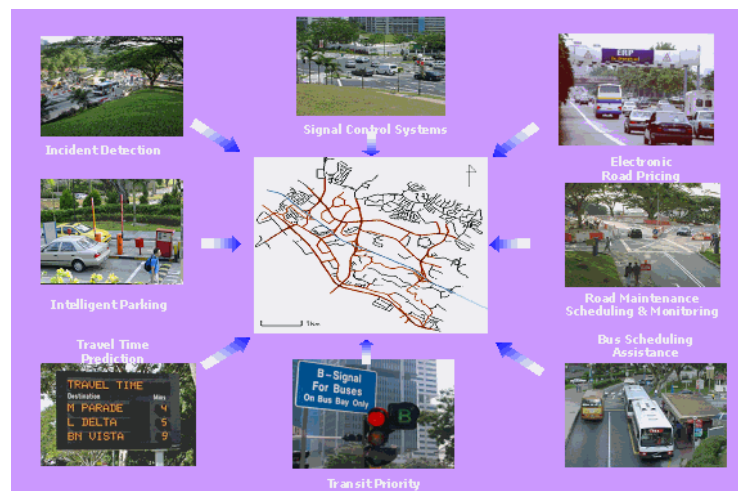 Signal Control Systems
Incident Detection
ERP
Electronic
Road Pricing
Intelligent Parking
1km
Road Maintenance
Scheduling & Monitoring
Travel Time
Prediction
TRAVEL TIME
Destination Mins
M PARADE 4
L DELTA 5
BN VISTA 9
B-Signal
For Buses
On Bus Bay Only
B
Transit Priority
Bus Scheduling
Assistance